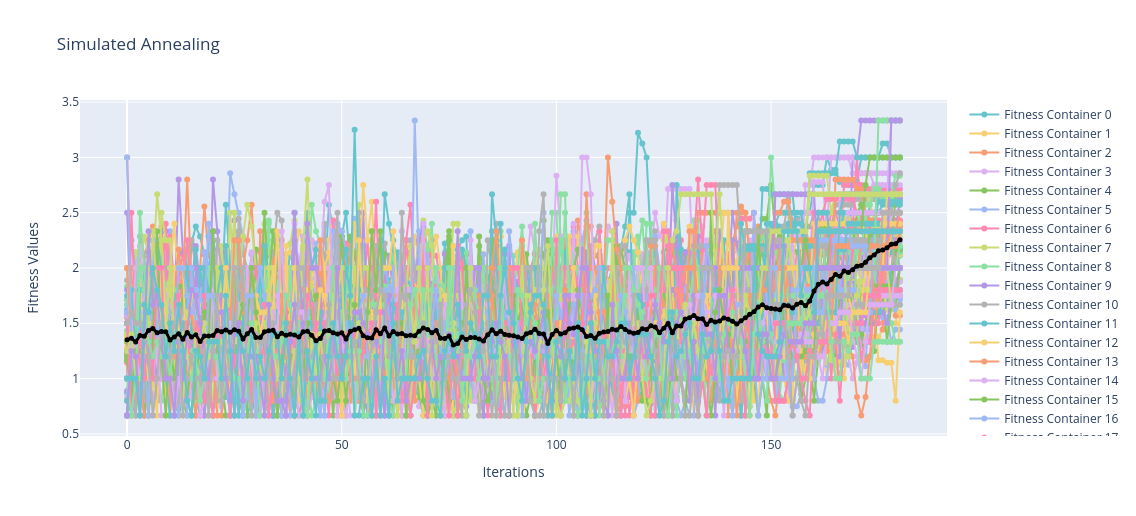 Simulated Annealing
3.5
3
2.5
2
1.5
1
0.5
Fitness Values
0
50
100
150
Iterations
Fitness Container 0
Fitness Container 1
Fitness Container 2
Fitness Container 3
Fitness Container 4
Fitness Container 5
Fitness Container 6
Fitness Container 7
Fitness Container 8
Fitness Container 9
Fitness Container 10
Fitness Container 11
Fitness Container 12
Fitness Container 13
Fitness Container 14
Fitness Container 15
Fitness Container 16
Fitness Container 17